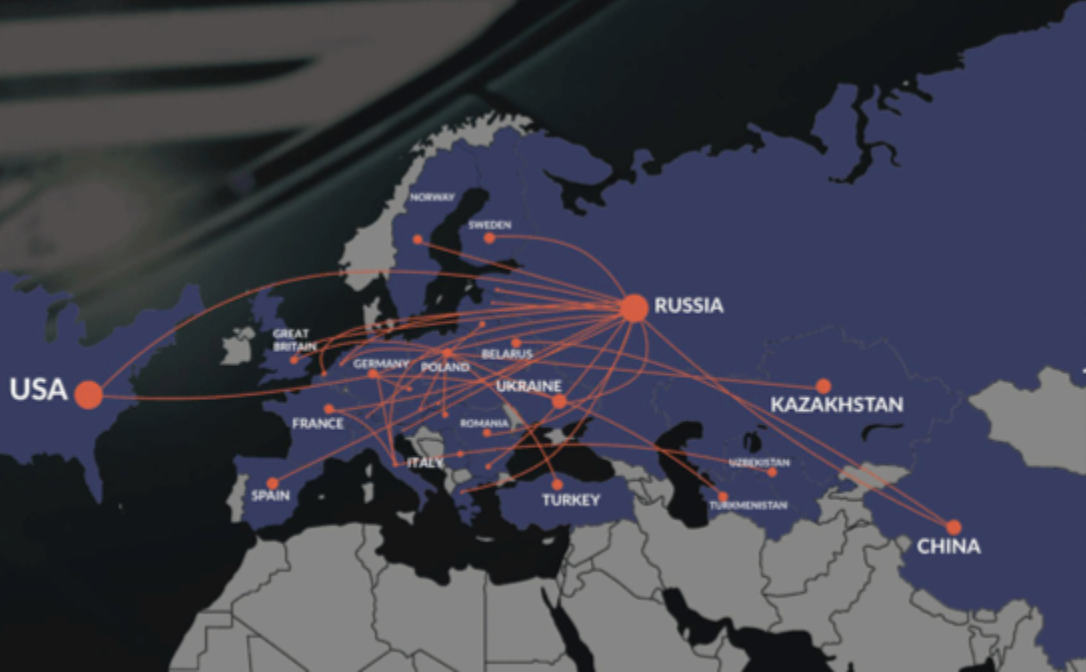 NORWAY
SWEDEN
RUSSIA
GREAT
BRITAIN
BELARUS
GERMANY
POLAND
USA
UKRAINE
KAZAKHSTAN
FRANCE
ROMANIA
ITALY
UZBEKISTAN
SPAIN
TURKEY
TURKMENISTAN
CHINA